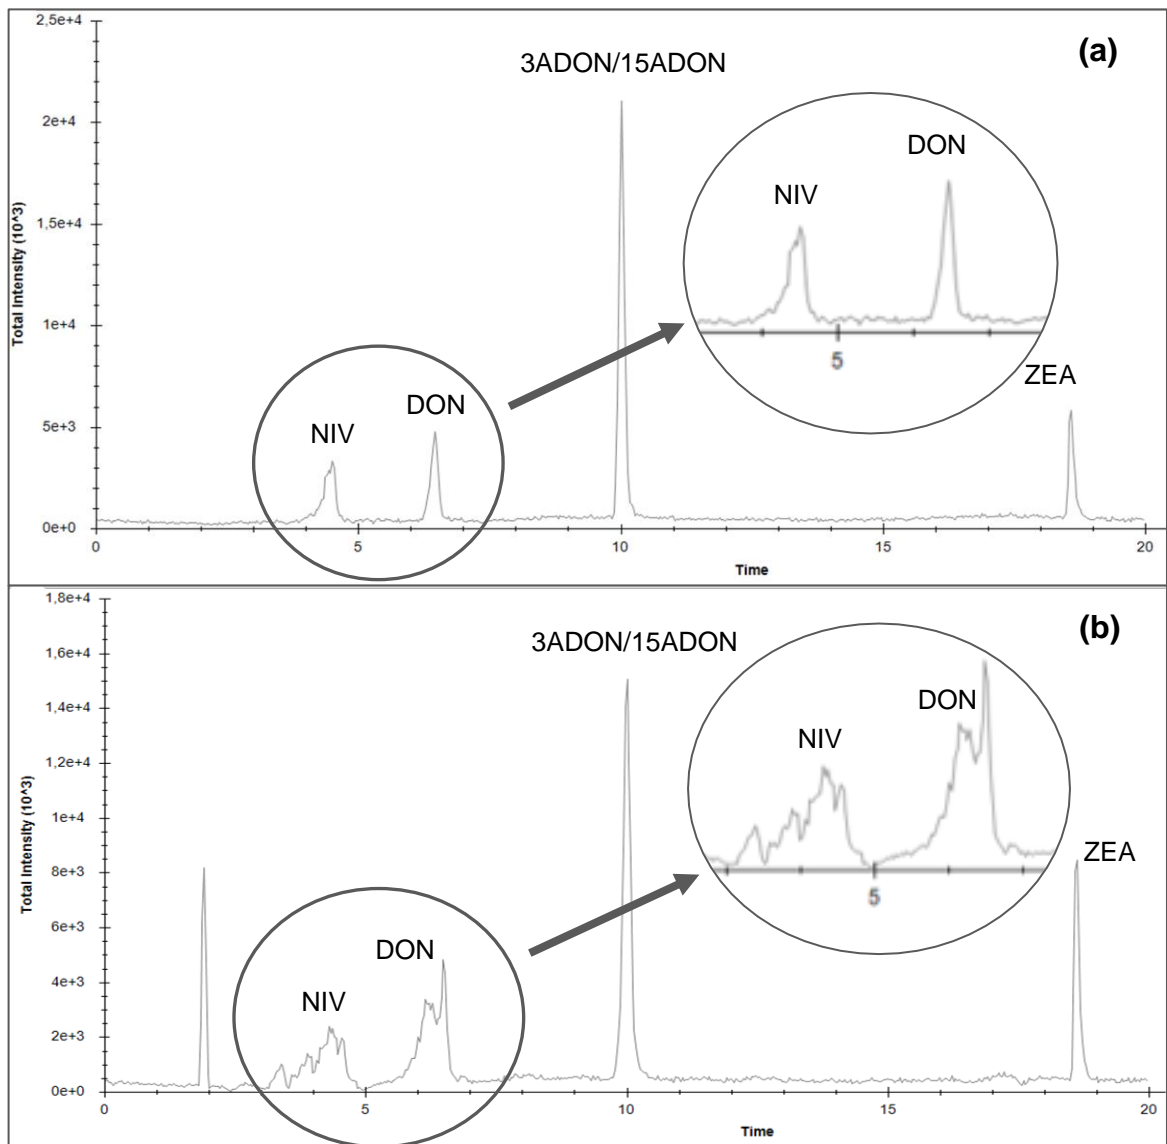 (a)
2,5e+4
2e+4
1,5e+4
1e+4
5e+3
0e+0
Total Intensity (10^3)
3ADON/15ADON
NIV
DON
NIV
DON
5
ZEA
0
5
10
15
20
Time
(b)
1,8e+4
1,6e+4
1,4e+4
1,2e+4
1e+4
8e+3
6e+3
4e+3
2e+3
0e+0
Total Intensity (10^3)
3ADON/15ADON
NIV
DON
NIV
DON
5
ZEA
0
5
10
15
20
Time